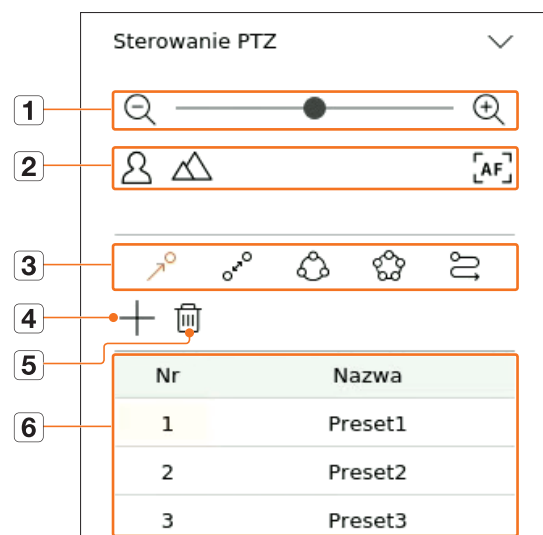 Sterowanie PTZ
1
2
AF
3
4
5
6
Nr Nazwa
1 Preset1
2 Preset2
3 Preset3